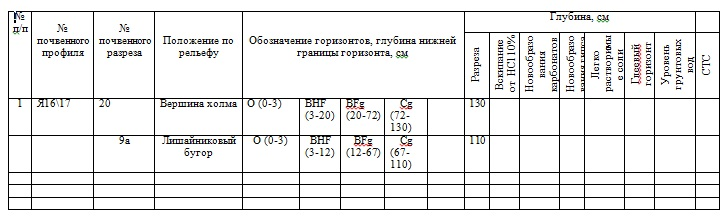 № п/п
№ почвенного профиля
№ почвенного разреза
Положение по рельефу
Обозначение горизонтов, глубина нижней границы горизонта, см
Глубина, см
Разреза
Вскипание от HCl 10%
Новообразования карбонатов
Новообразования гипса
Легко растворимые соли
Глеевый горизонт
Уровень грунтовых вод
СТС
1 Я16\17 20 Вершина холма О (0-3) BHF (3-20) BFg (20-72) Cg (72-130) 130
9а Лишайниковый бугор О (0-3) BHF (3-12) BFg (12-67) Cg (67-110) 110